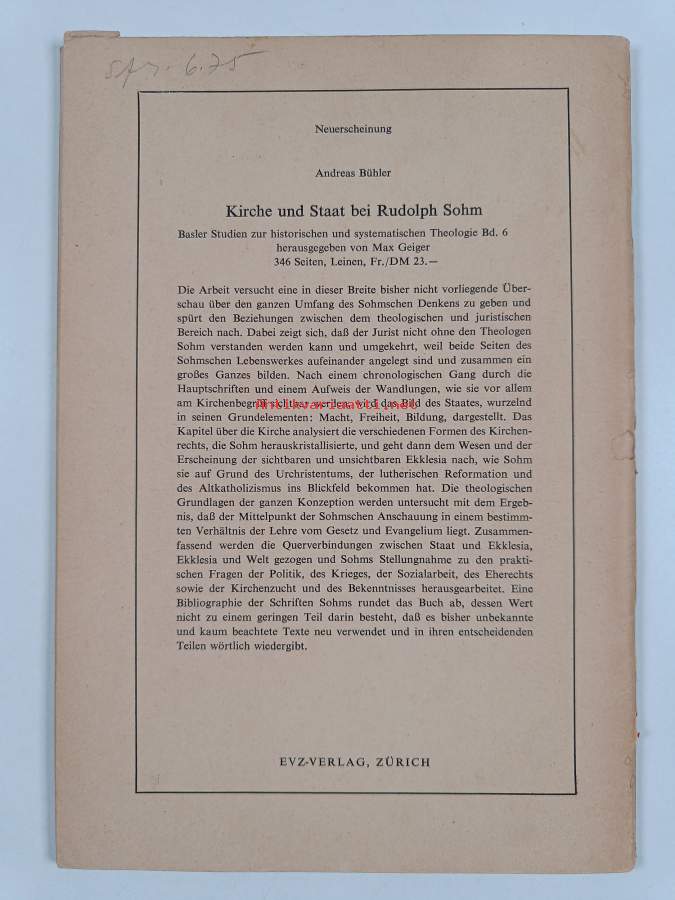 sfr. 6.75
Neuerscheinung
Andreas Bühler
Kirche und Staat bei Rudolph Sohm
Basler Studien zur historischen und systematischen Theologie Bd. 6
herausgegeben von Max Geiger
346 Seiten, Leinen, Fr./DM 23.—
Die Arbeit versucht eine in dieser Breite bisher nicht vorliegende Über-
schau über den ganzen Umfang des Sohmschen Denkens zu geben und
spürt den Beziehungen zwischen dem theologischen und juristischen
Bereich nach. Dabei zeigt sich, daß der Jurist nicht ohne den Theologen
Sohm verstanden werden kann und umgekehrt, weil beide Seiten des
Sohmschen Lebenswerkes aufeinander angelegt sind und zusammen ein
großes Ganzes bilden. Nach einem chronologischen Gang durch die
Hauptschriften und einem Aufweis der Wandlungen, wie sie vor allem
am Kirchenbegriff sichtbar werden, wird das Bild des Staates, wurzelnd
Antikvariaatti.net
in seinen Grundelementen: Macht, Freiheit, Bildung, dargestellt. Das
Kapitel über die Kirche analysiert die verschiedenen Formen des Kirchen-
rechts, die Sohm herauskristallisierte, und geht dann dem Wesen und der
Erscheinung der sichtbaren und unsichtbaren Ekklesia nach, wie Sohm
sie auf Grund des Urchristentums, der lutherischen Reformation und
des Altkatholizismus ins Blickfeld bekommen hat. Die theologischen
Grundlagen der ganzen Konzeption werden untersucht mit dem Ergeb-
nis, daß der Mittelpunkt der Sohmschen Anschauung in einem bestimm-
ten Verhältnis der Lehre vom Gesetz und Evangelium liegt. Zusammen-
fassend werden die Querverbindungen zwischen Staat und Ekklesia,
Ekklesia und Welt gezogen und Sohms Stellungnahme zu den prakti-
schen Fragen der Politik, des Krieges, der Sozialarbeit, des Eherechts
sowie der Kirchenzucht und des Bekenntnisses herausgearbeitet. Eine
Bibliographie der Schriften Sohms rundet das Buch ab, dessen Wert
nicht zu einem geringen Teil darin besteht, daß es bisher unbekannte
und kaum beachtete Texte neu verwendet und in ihren entscheidenden
Teilen wörtlich wiedergibt.
EVZ-VERLAG, ZÜRICH